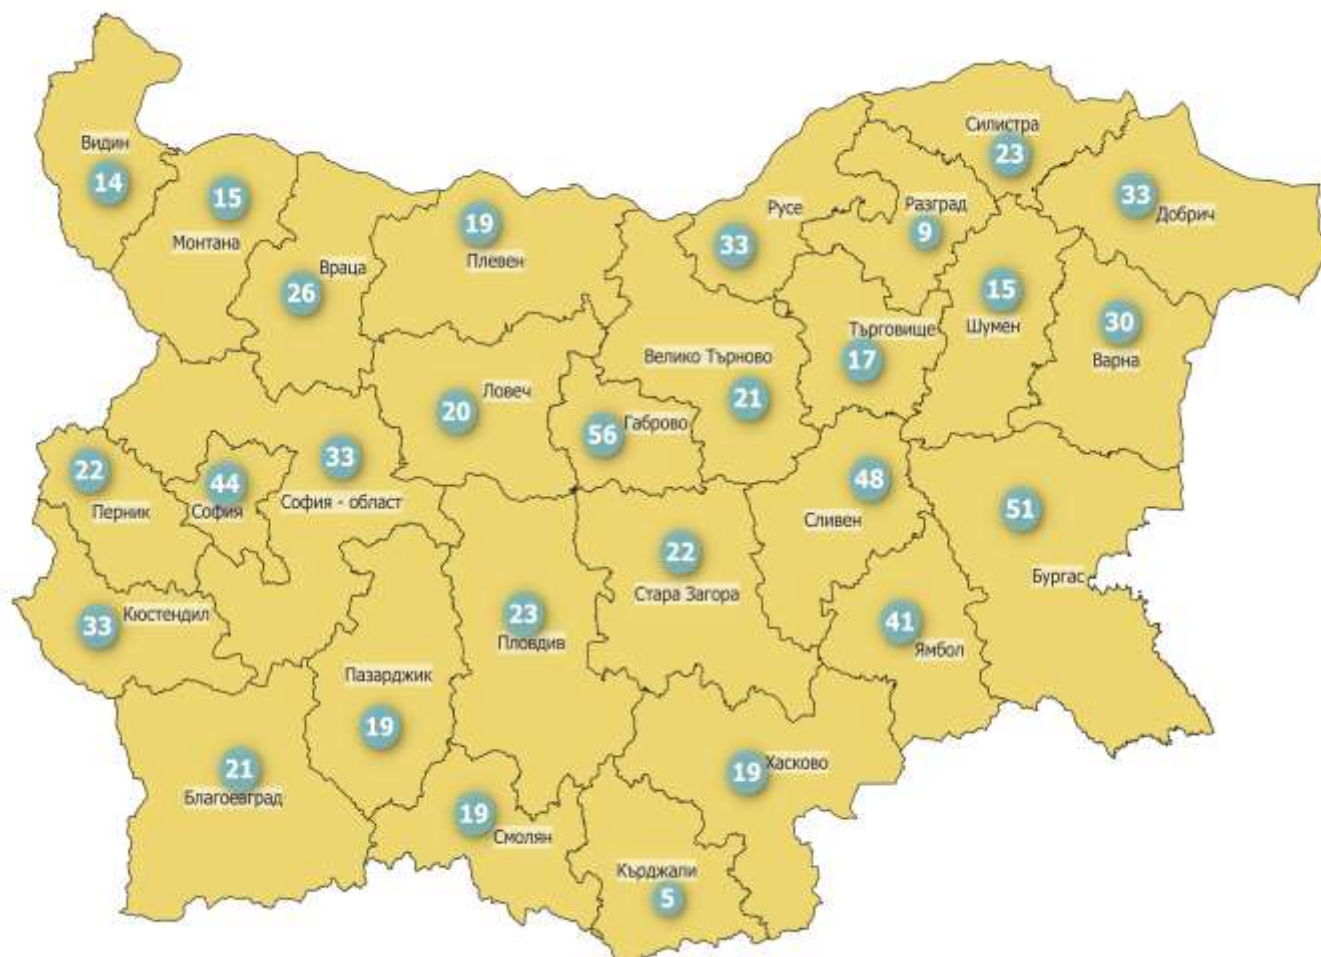 Видин
14
15
Монтана
Враца
26
19
Плевен
Русе
33
Силистра
23
Разград
9
33
Добрич
15
Шумен
30
Варна
Търговище
17
Велико Търново
21
Ловеч
20
56
Габрово
22
Перник
44
София
33
София - област
48
Сливен
51
Бургас
22
Стара Загора
23
Пловдив
41
Ямбол
Кюстендил
33
Пазарджик
19
21
Благоевград
19
Смолян
19
Хасково
Кърджали
5